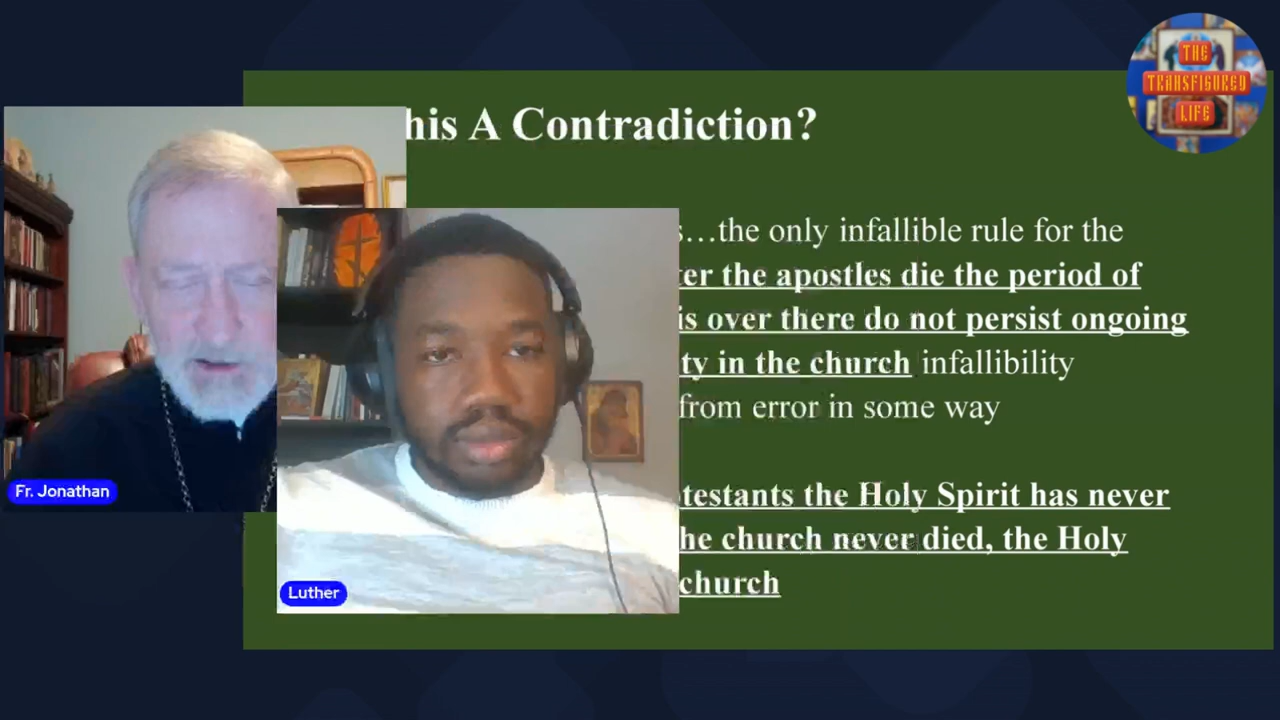 THE
TRANSFIGURED
LIFE
his A Contradiction?
s…the only infallible rule for the
ter the apostles die the period of
is over there do not persist ongoing
ty in the church infallibility
from error in some way
testants the Holy Spirit has never
he church never died, the Holy
church
Fr. Jonathan
Luther